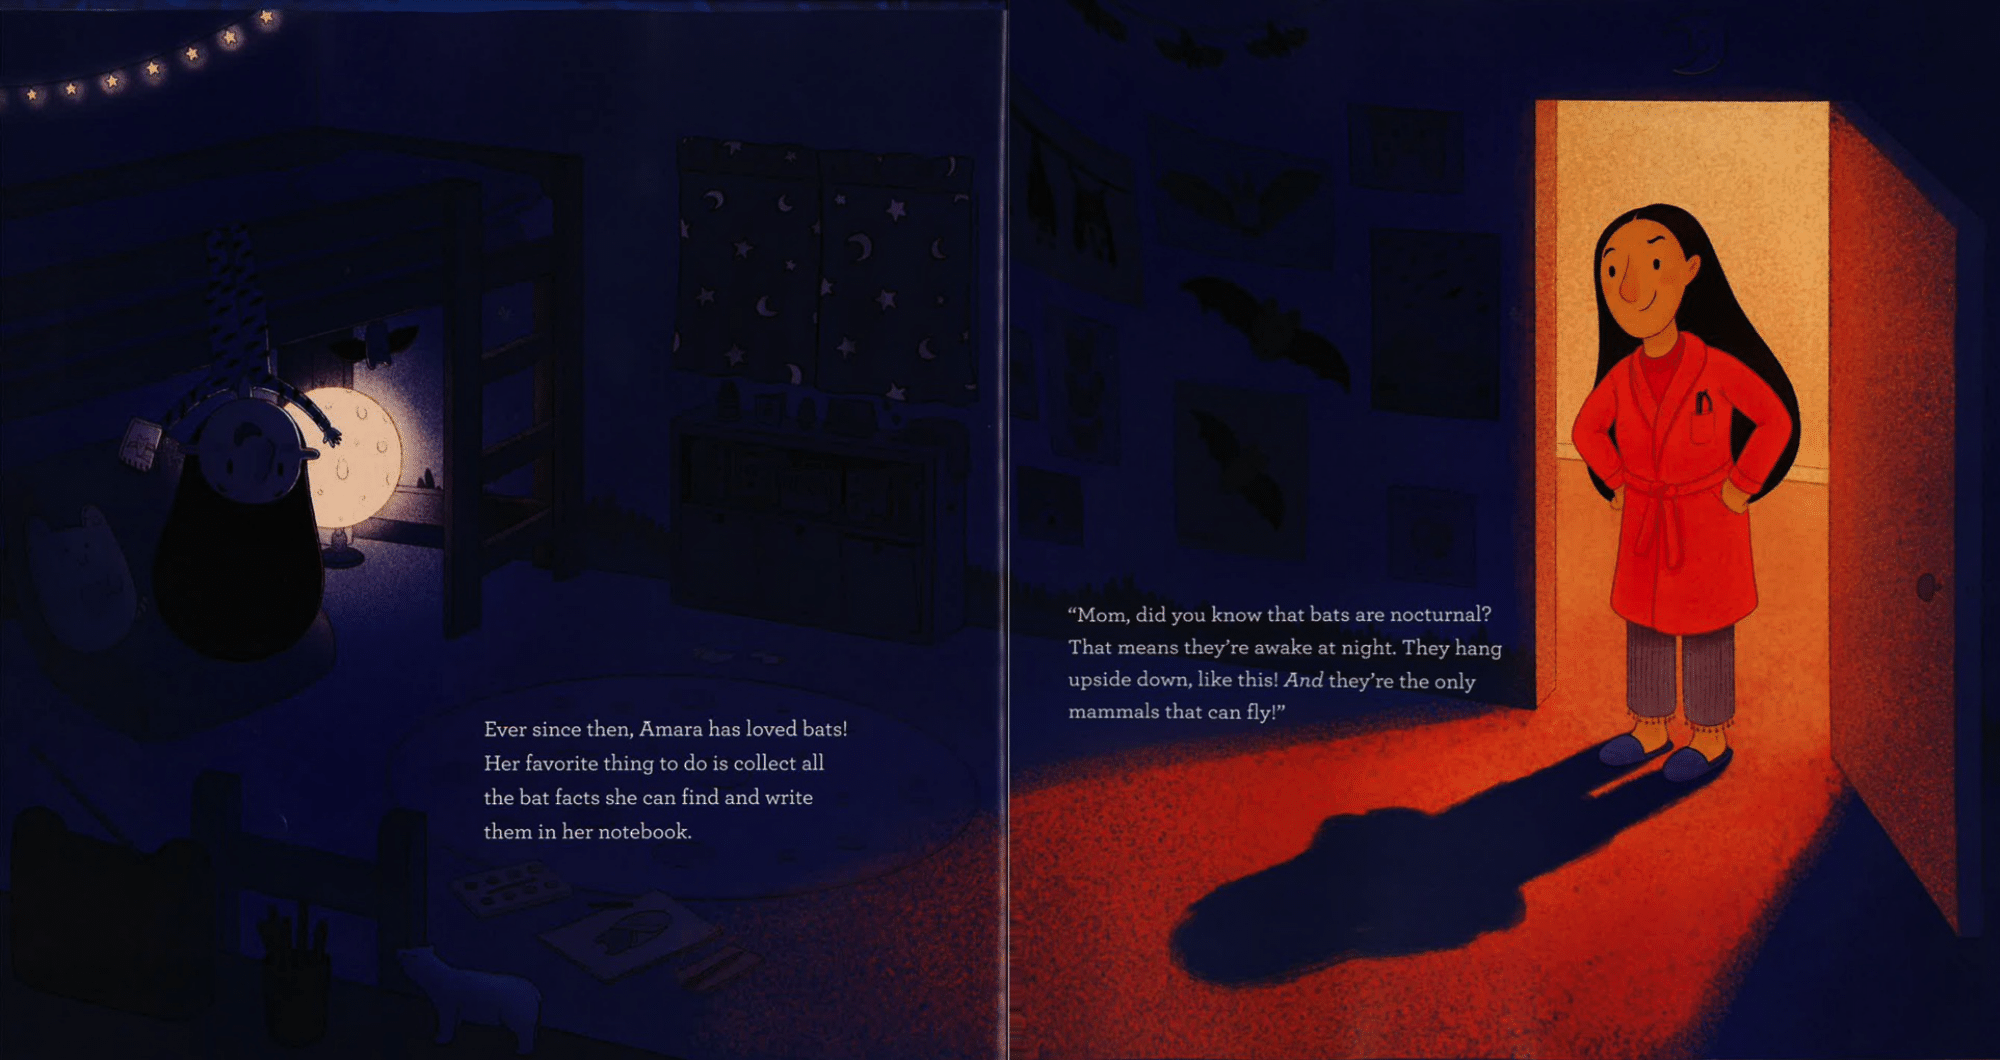 Ever since then, Amara has loved bats!
Her favorite thing to do is collect all
the bat facts she can find and write
them in her notebook.
“Mom, did you know that bats are nocturnal?
That means they’re awake at night. They hang
upside down, like this! And they’re the only
mammals that can fly!”